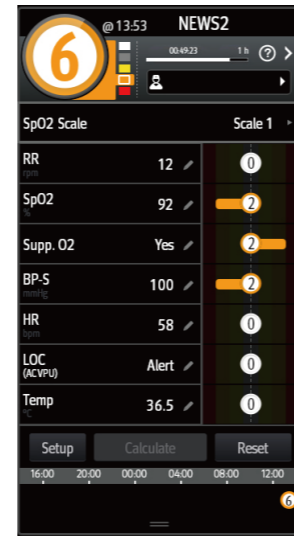 @ 13:53 NEWS2
6
00:49:23 1 h ?
SpO2 Scale Scale 1
RR 12 0
rpm
SpO2 92 2
%
Supp. O2 Yes 2
BP-S 100 2
mmHg
HR 58 0
bpm
LOC Alert 0
(ACVPU)
Temp 36.5 0
°C
Setup Calculate Reset
16:00 20:00 00:00 04:00 08:00 12:00
6